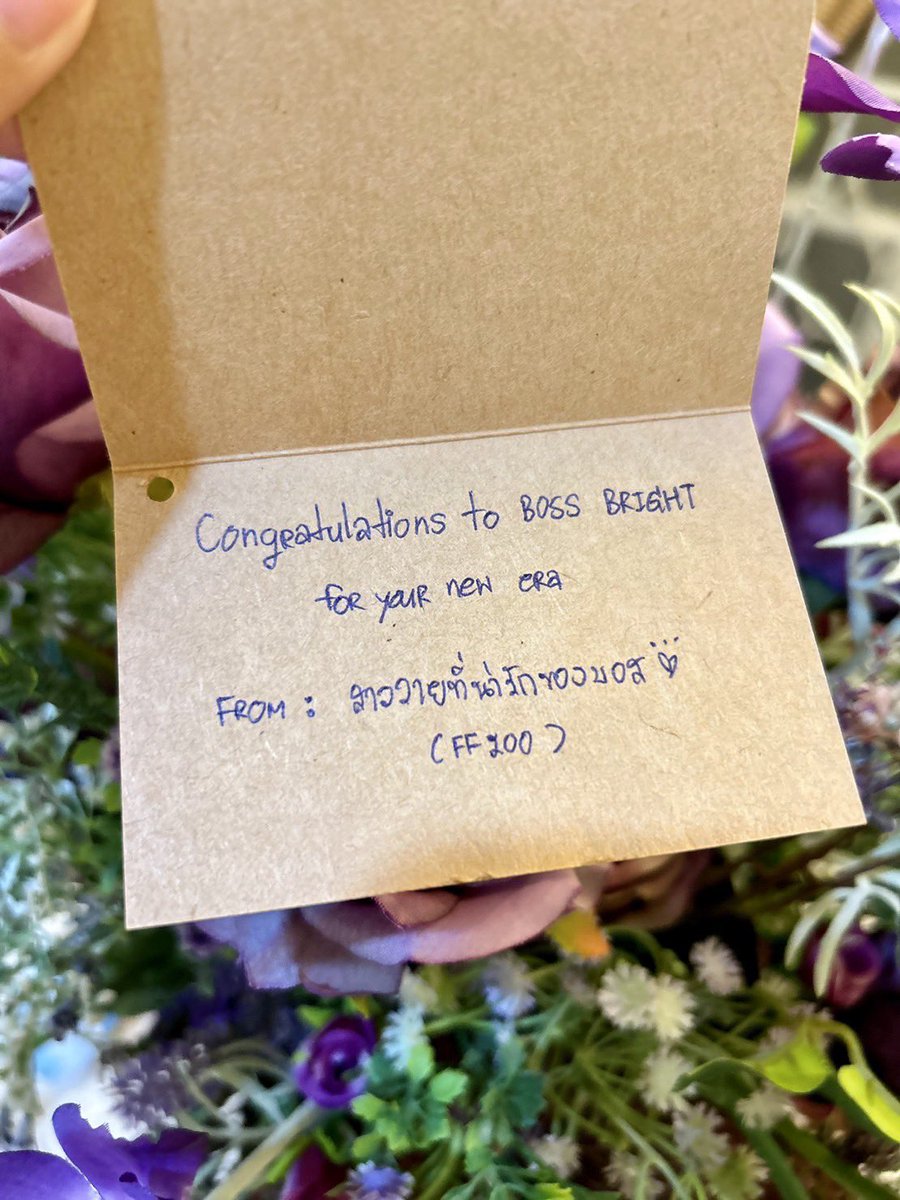 Congratulations to BOSS BRIGHT
for your new era
FROM : สาววายที่น่ารักของบอส
(FF200)